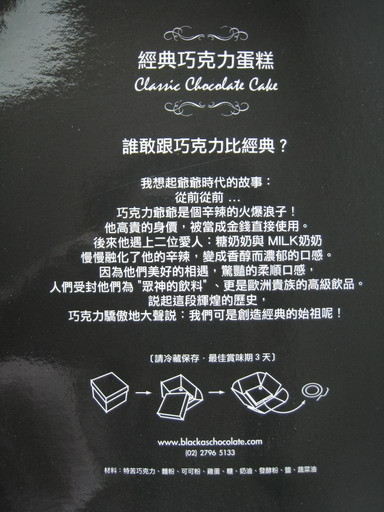 經典巧克力蛋糕
Classic Chocolate Cake
誰敢跟巧克力比經典？
我想起爺爺時代的故事：
從前從前 ...
巧克力爺爺是個辛辣的火爆浪子！
他高貴的身價，被當成金錢直接使用。
後來他遇上二位愛人：糖奶奶與 MILK奶奶
慢慢融化了他的辛辣，變成香醇而濃郁的口感。
因為他們美好的相遇，驚豔的柔順口感，
人們受封他們為 "眾神的飲料"、更是歐洲貴族的高級飲品。
說起這段輝煌的歷史，
巧克力驕傲地大聲說：我們可是創造經典的始祖呢！
〔請冷藏保存．最佳賞味期 3 天〕
www.blackaschocolate.com
(02) 2796 5133
材料：特苦巧克力、麵粉、可可粉、雞蛋、糖、奶油、發酵粉、鹽、蔬菜油